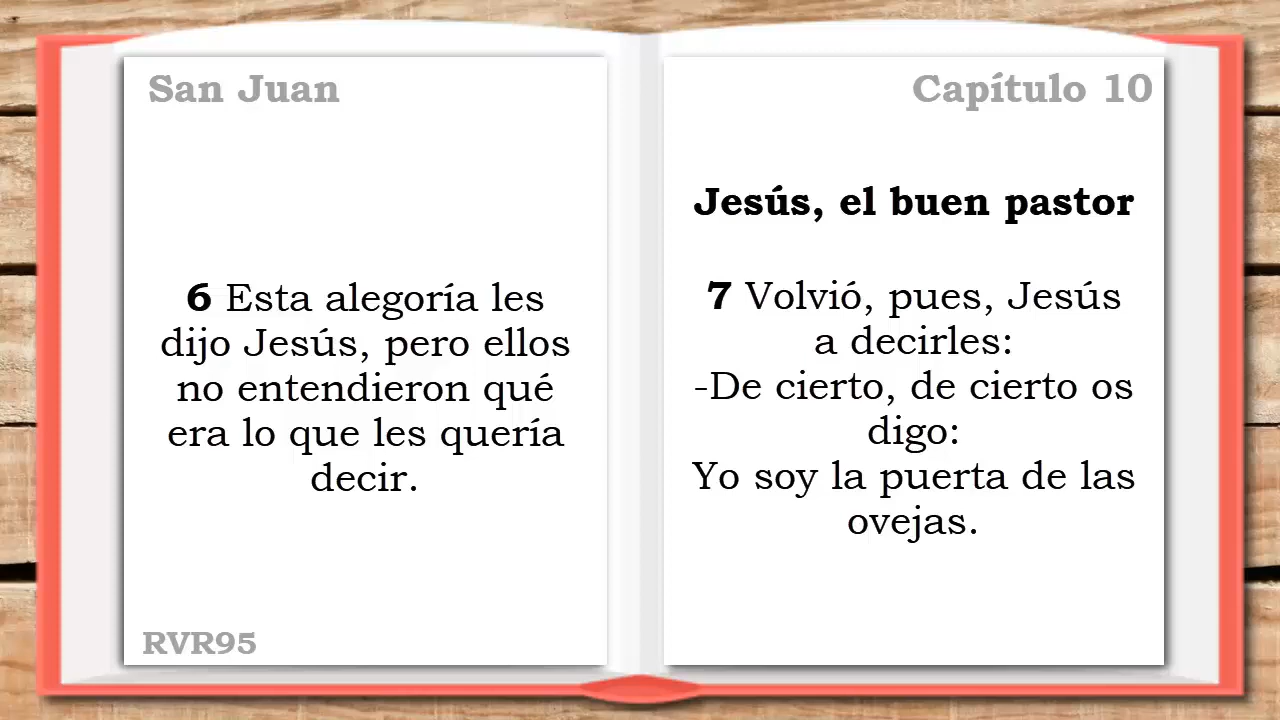 San Juan
6 Esta alegoría les
dijo Jesús, pero ellos
no entendieron qué
era lo que les quería
decir.
RVR95
Capítulo 10
Jesús, el buen pastor
7 Volvió, pues, Jesús
a decirles:
-De cierto, de cierto os
digo:
Yo soy la puerta de las
ovejas.